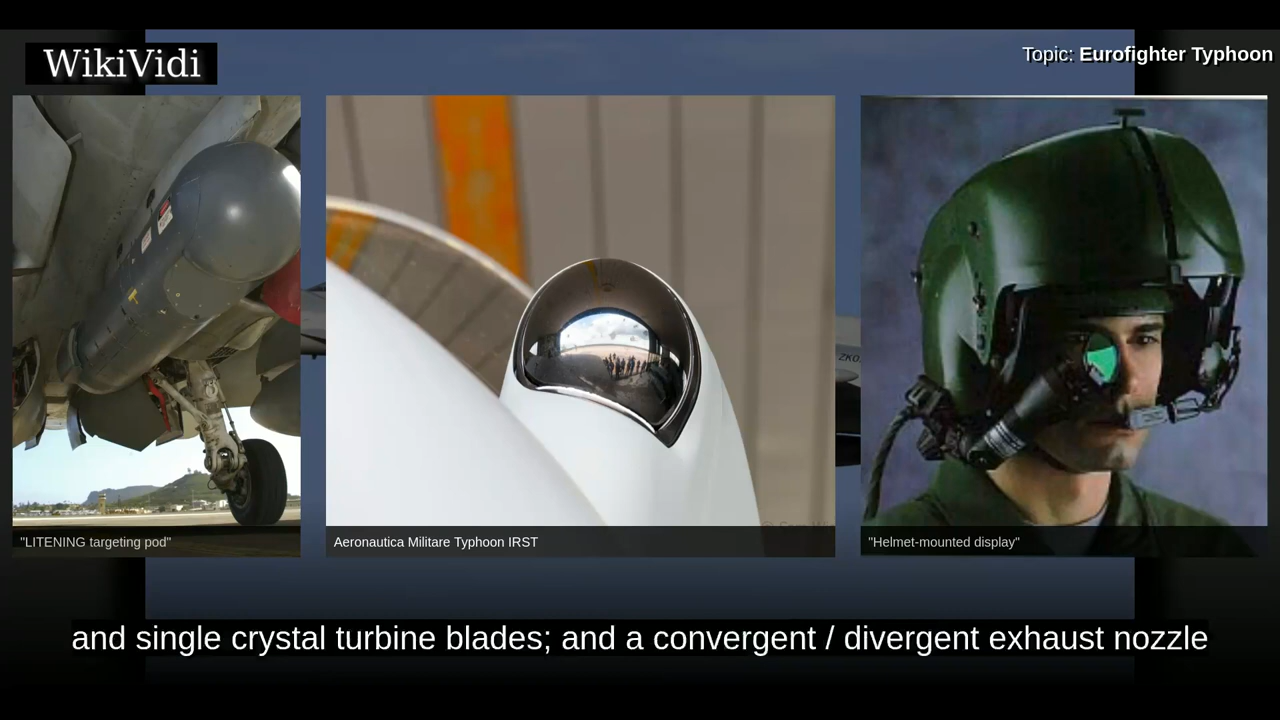 WikiVidi
Topic: Eurofighter Typhoon
ZKO
"LITENING targeting pod"
Aeronautica Militare Typhoon IRST
"Helmet-mounted display"
and single crystal turbine blades; and a convergent / divergent exhaust nozzle